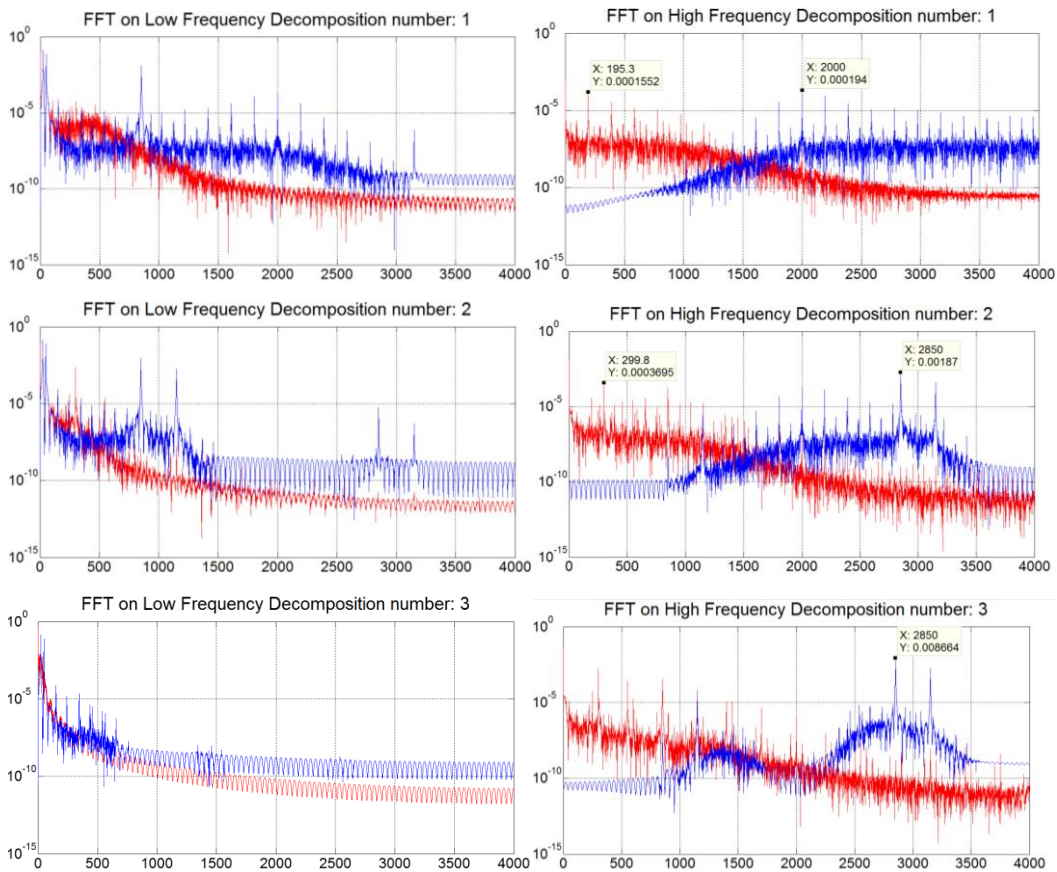 FFT on Low Frequency Decomposition number: 1
10^0
10^-5
10^-10
10^-15
0 500 1000 1500 2000 2500 3000 3500 4000
FFT on High Frequency Decomposition number: 1
X: 195.3
Y: 0.0001552
X: 2000
Y: 0.000194
10^0
10^-5
10^-10
10^-15
0 500 1000 1500 2000 2500 3000 3500 4000
FFT on Low Frequency Decomposition number: 2
10^0
10^-5
10^-10
10^-15
0 500 1000 1500 2000 2500 3000 3500 4000
FFT on High Frequency Decomposition number: 2
X: 299.8
Y: 0.0003695
X: 2850
Y: 0.00187
10^0
10^-5
10^-10
10^-15
0 500 1000 1500 2000 2500 3000 3500 4000
FFT on Low Frequency Decomposition number: 3
10^0
10^-5
10^-10
10^-15
0 500 1000 1500 2000 2500 3000 3500 4000
FFT on High Frequency Decomposition number: 3
X: 2850
Y: 0.008664
10^0
10^-5
10^-10
10^-15
0 500 1000 1500 2000 2500 3000 3500 4000